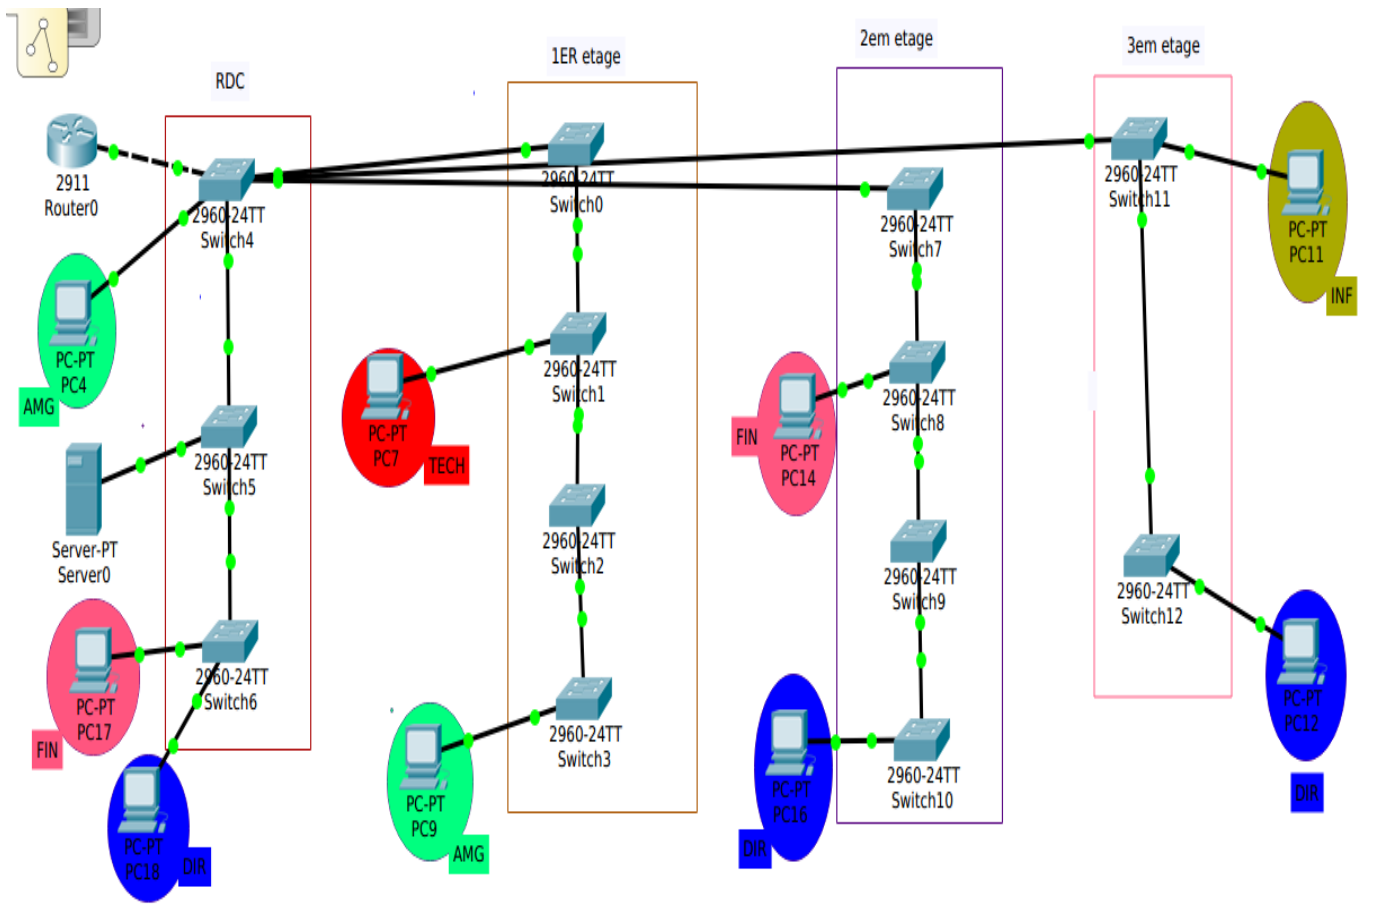 RDC
1ER etage
2em etage
3em etage
2911
Router0
2960-24TT
Switch4
PC-PT
PC4
AMG
2960-24TT
Switch5
Server-PT
Server0
2960-24TT
Switch6
PC-PT
PC17
FIN
PC-PT
PC18
DIR
2960-24TT
Switch0
2960-24TT
Switch1
PC-PT
PC7
TECH
2960-24TT
Switch2
2960-24TT
Switch3
PC-PT
PC9
AMG
2960-24TT
Switch7
2960-24TT
Switch8
FIN
PC-PT
PC14
2960-24TT
Switch9
2960-24TT
Switch10
PC-PT
PC16
DIR
2960-24TT
Switch11
PC-PT
PC11
INF
2960-24TT
Switch12
PC-PT
PC12
DIR